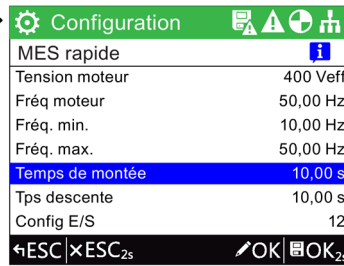 Configuration
MES rapide
Tension moteur 400 Veff
Fréq moteur 50,00 Hz
Fréq. min. 10,00 Hz
Fréq. max. 50,00 Hz
Temps de montée 10,00 s
Tps descente 10,00 s
Config E/S 12
ESC ESC2s OK OK2s